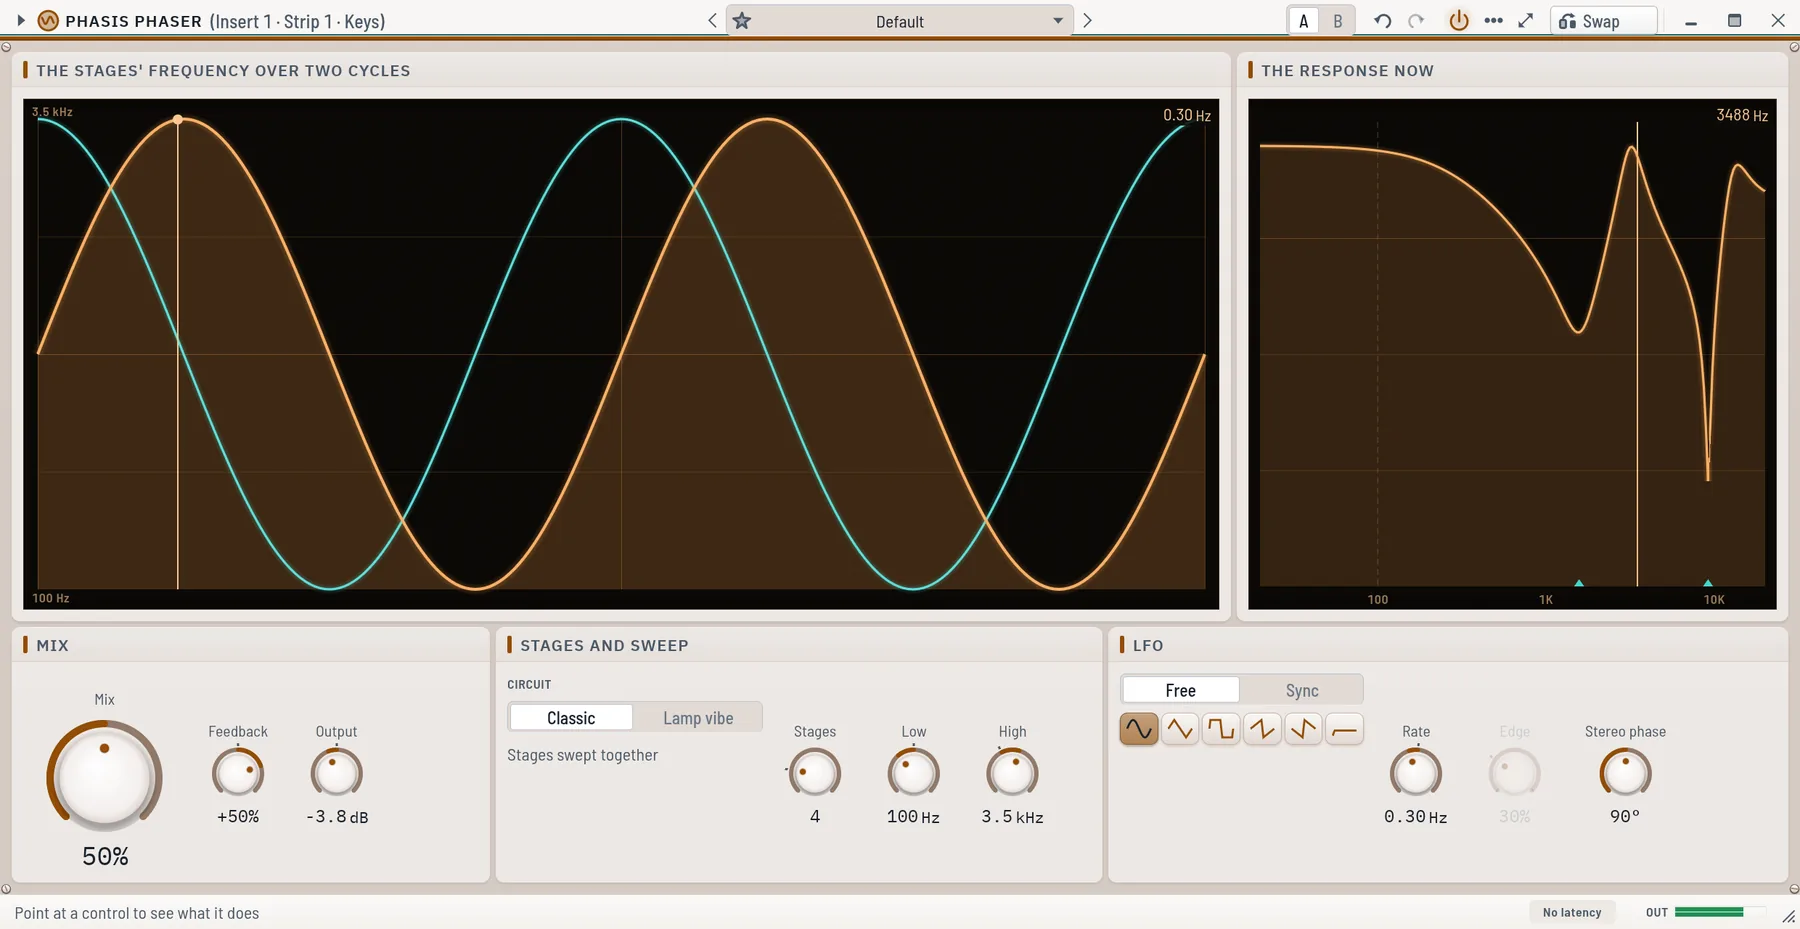 PHASIS PHASER (Insert 1 · Strip 1 · Keys)
Default
A B
Swap
THE STAGES' FREQUENCY OVER TWO CYCLES
3.5 kHz
0.30 Hz
100 Hz
THE RESPONSE NOW
3488 Hz
100 1K 10K
MIX
Mix
50%
Feedback
+50%
Output
-3.8 dB
STAGES AND SWEEP
CIRCUIT
Classic Lamp vibe
Stages swept together
Stages
4
Low
100 Hz
High
3.5 kHz
LFO
Free Sync
Rate
0.30 Hz
Edge
30%
Stereo phase
90°
Point at a control to see what it does
No latency
OUT